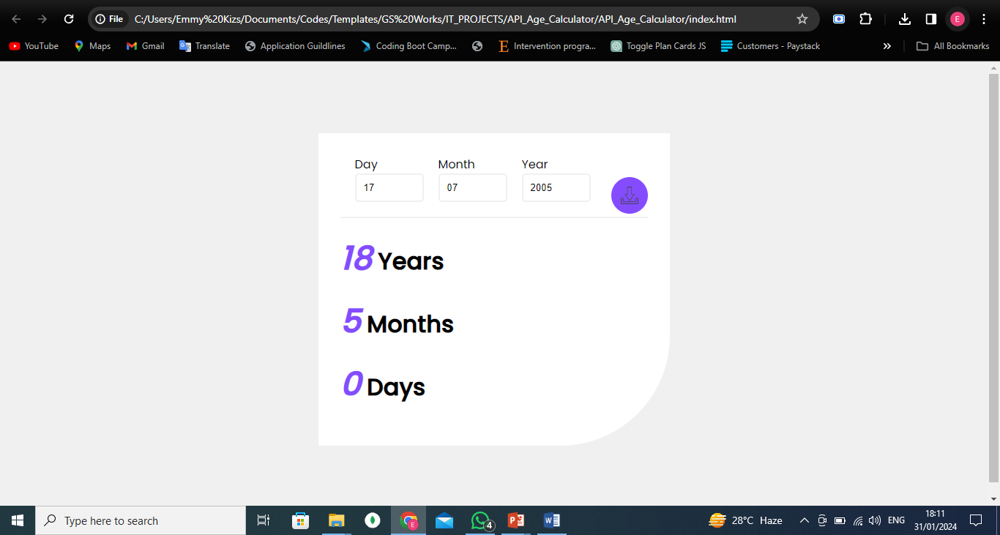 File C:/Users/Emmy%20Kizs/Documents/Codes/Templates/GS%20Works/IT_PROJECTS/API_Age_Calculator/API_Age_Calculator/index.html E
YouTube Maps Gmail Translate Application Guildlines Coding Boot Camp... E Intervention progra... Toggle Plan Cards JS Customers - Paystack » All Bookmarks
Day Month Year
17 07 2005
18 Years
5 Months
0 Days
Type here to search E 4 28°C Haze ENG 18:11
31/01/2024